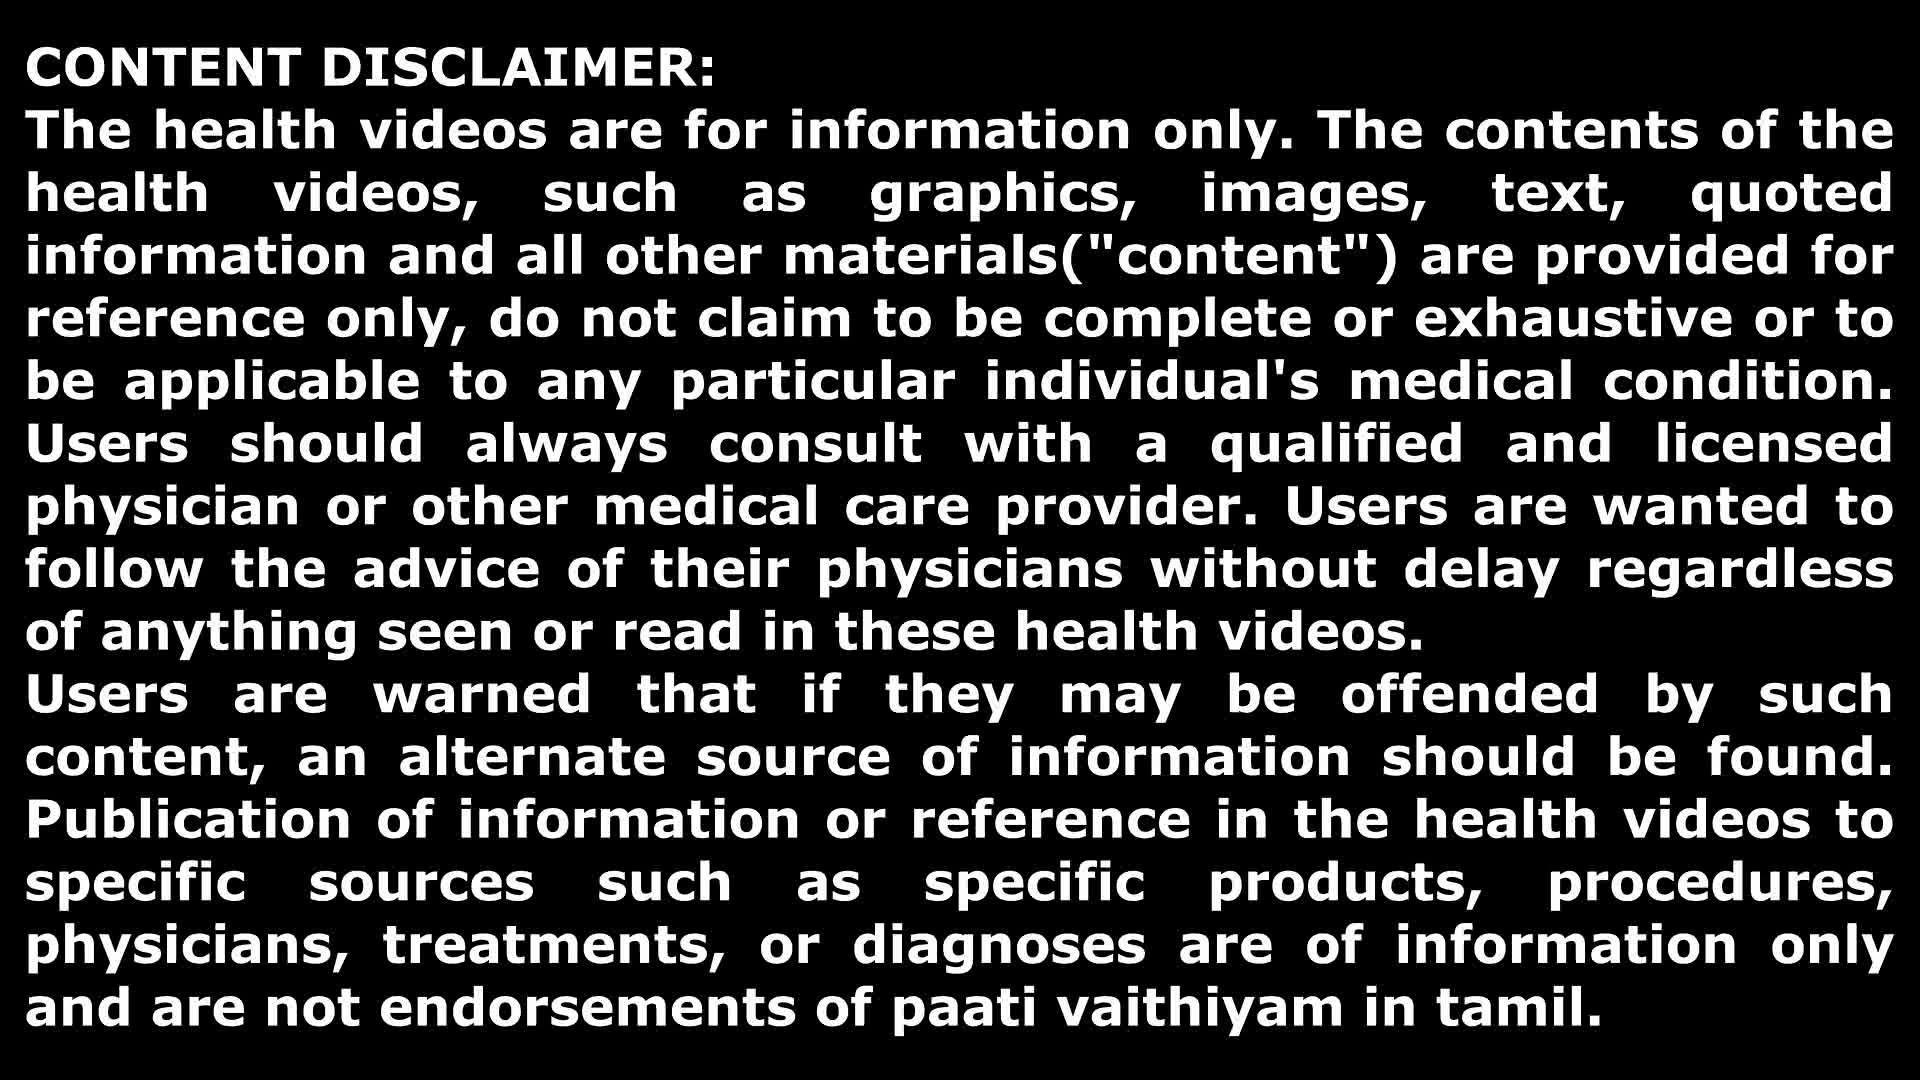 CONTENT DISCLAIMER:
The health videos are for information only. The contents of the
health videos, such as graphics, images, text, quoted
information and all other materials("content") are provided for
reference only, do not claim to be complete or exhaustive or to
be applicable to any particular individual's medical condition.
Users should always consult with a qualified and licensed
physician or other medical care provider. Users are wanted to
follow the advice of their physicians without delay regardless
of anything seen or read in these health videos.
Users are warned that if they may be offended by such
content, an alternate source of information should be found.
Publication of information or reference in the health videos to
specific sources such as specific products, procedures,
physicians, treatments, or diagnoses are of information only
and are not endorsements of paati vaithiyam in tamil.